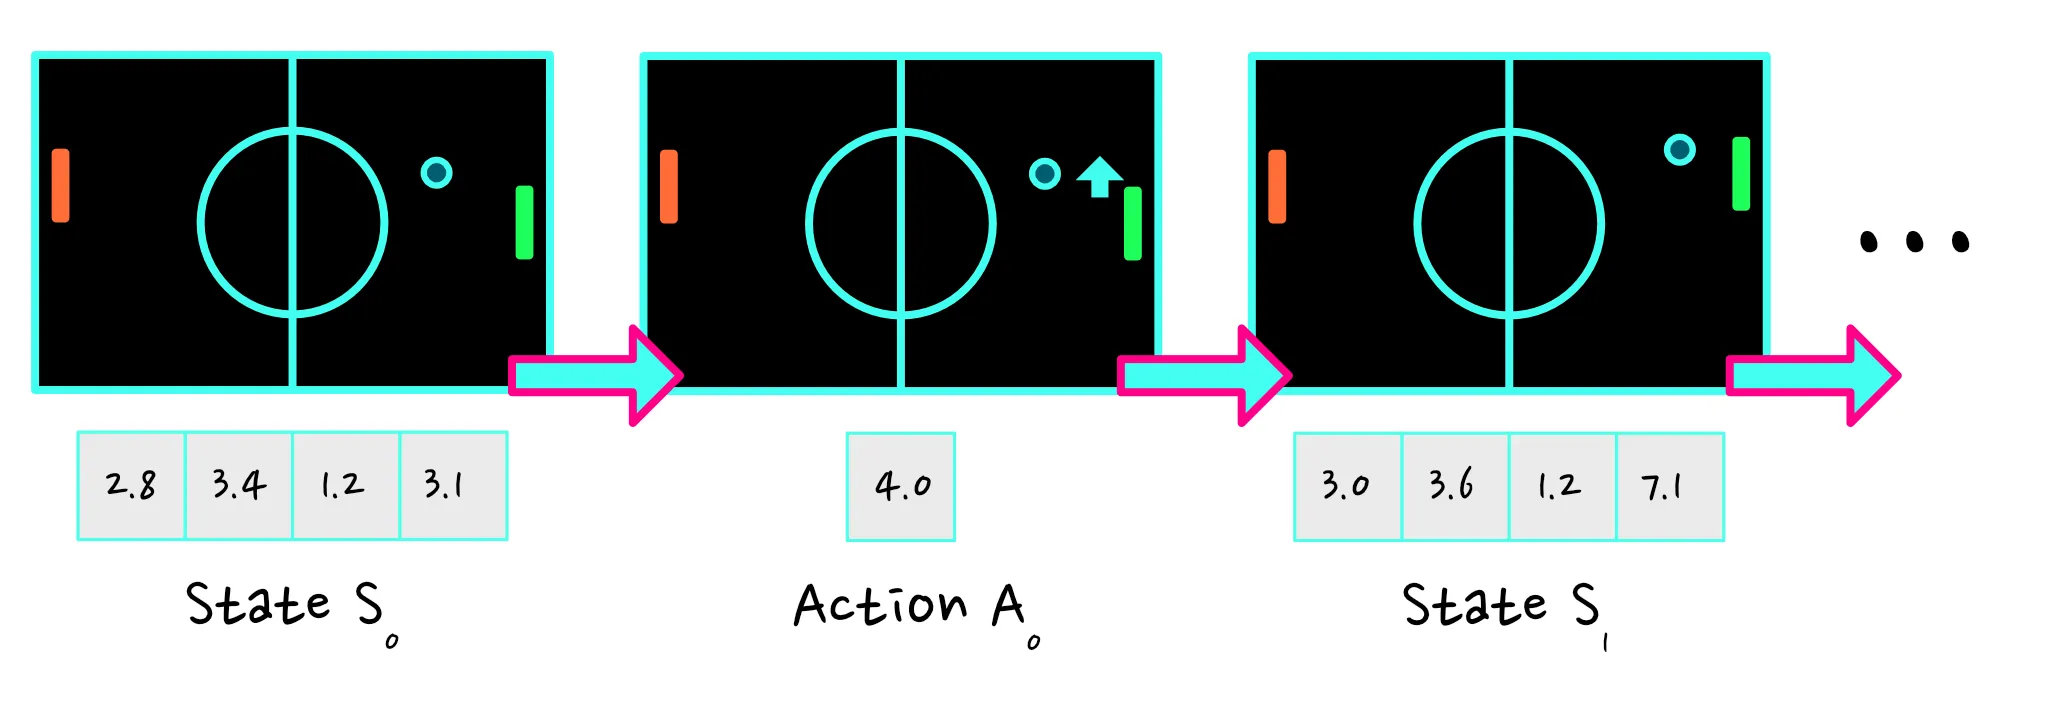 2.8 3.4 1.2 3.1
4.0
3.0 3.6 1.2 7.1
State S₀
Action A₀
State S₁